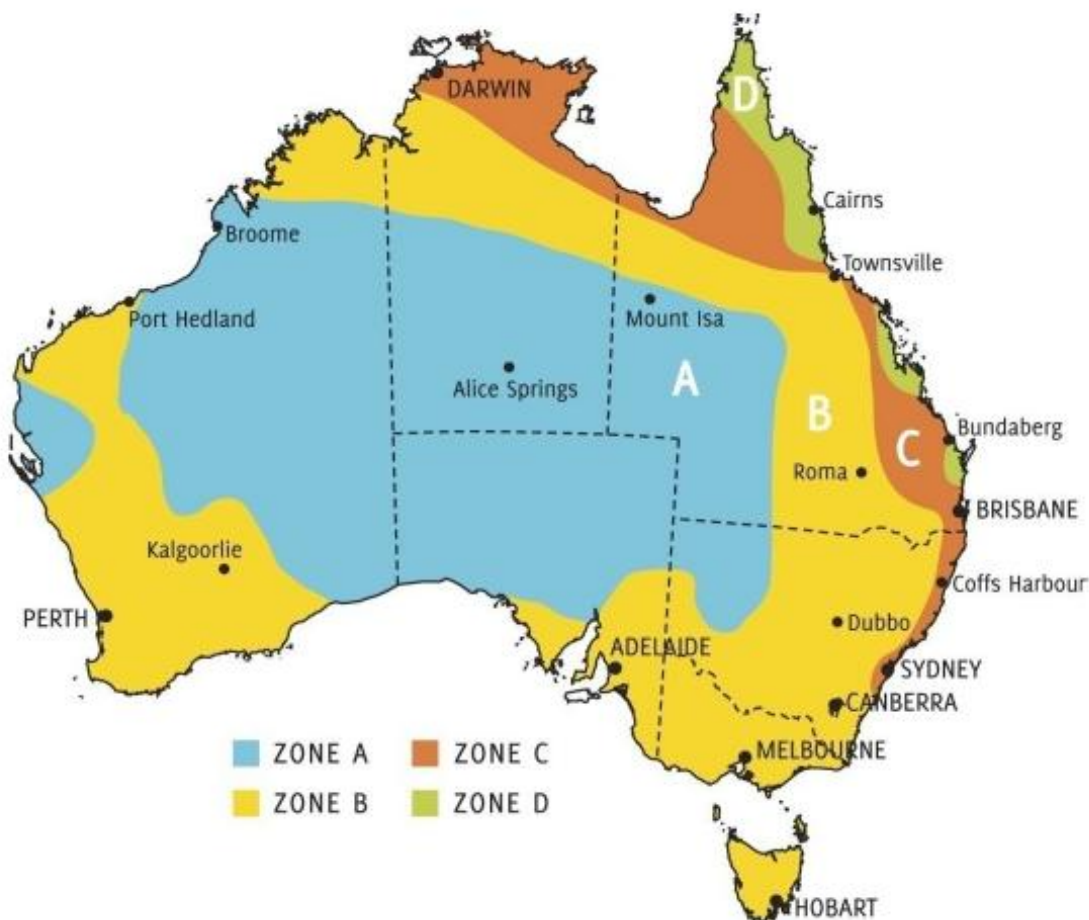 DARWIN
D
Cairns
Broome
Townsville
Port Hedland
Mount Isa
Alice Springs
A
B
C
Bundaberg
Roma
BRISBANE
Kalgoorlie
Coffs Harbour
PERTH
Dubbo
ADELAIDE
SYDNEY
CANBERRA
MELBOURNE
ZONE A
ZONE C
ZONE B
ZONE D
HOBART